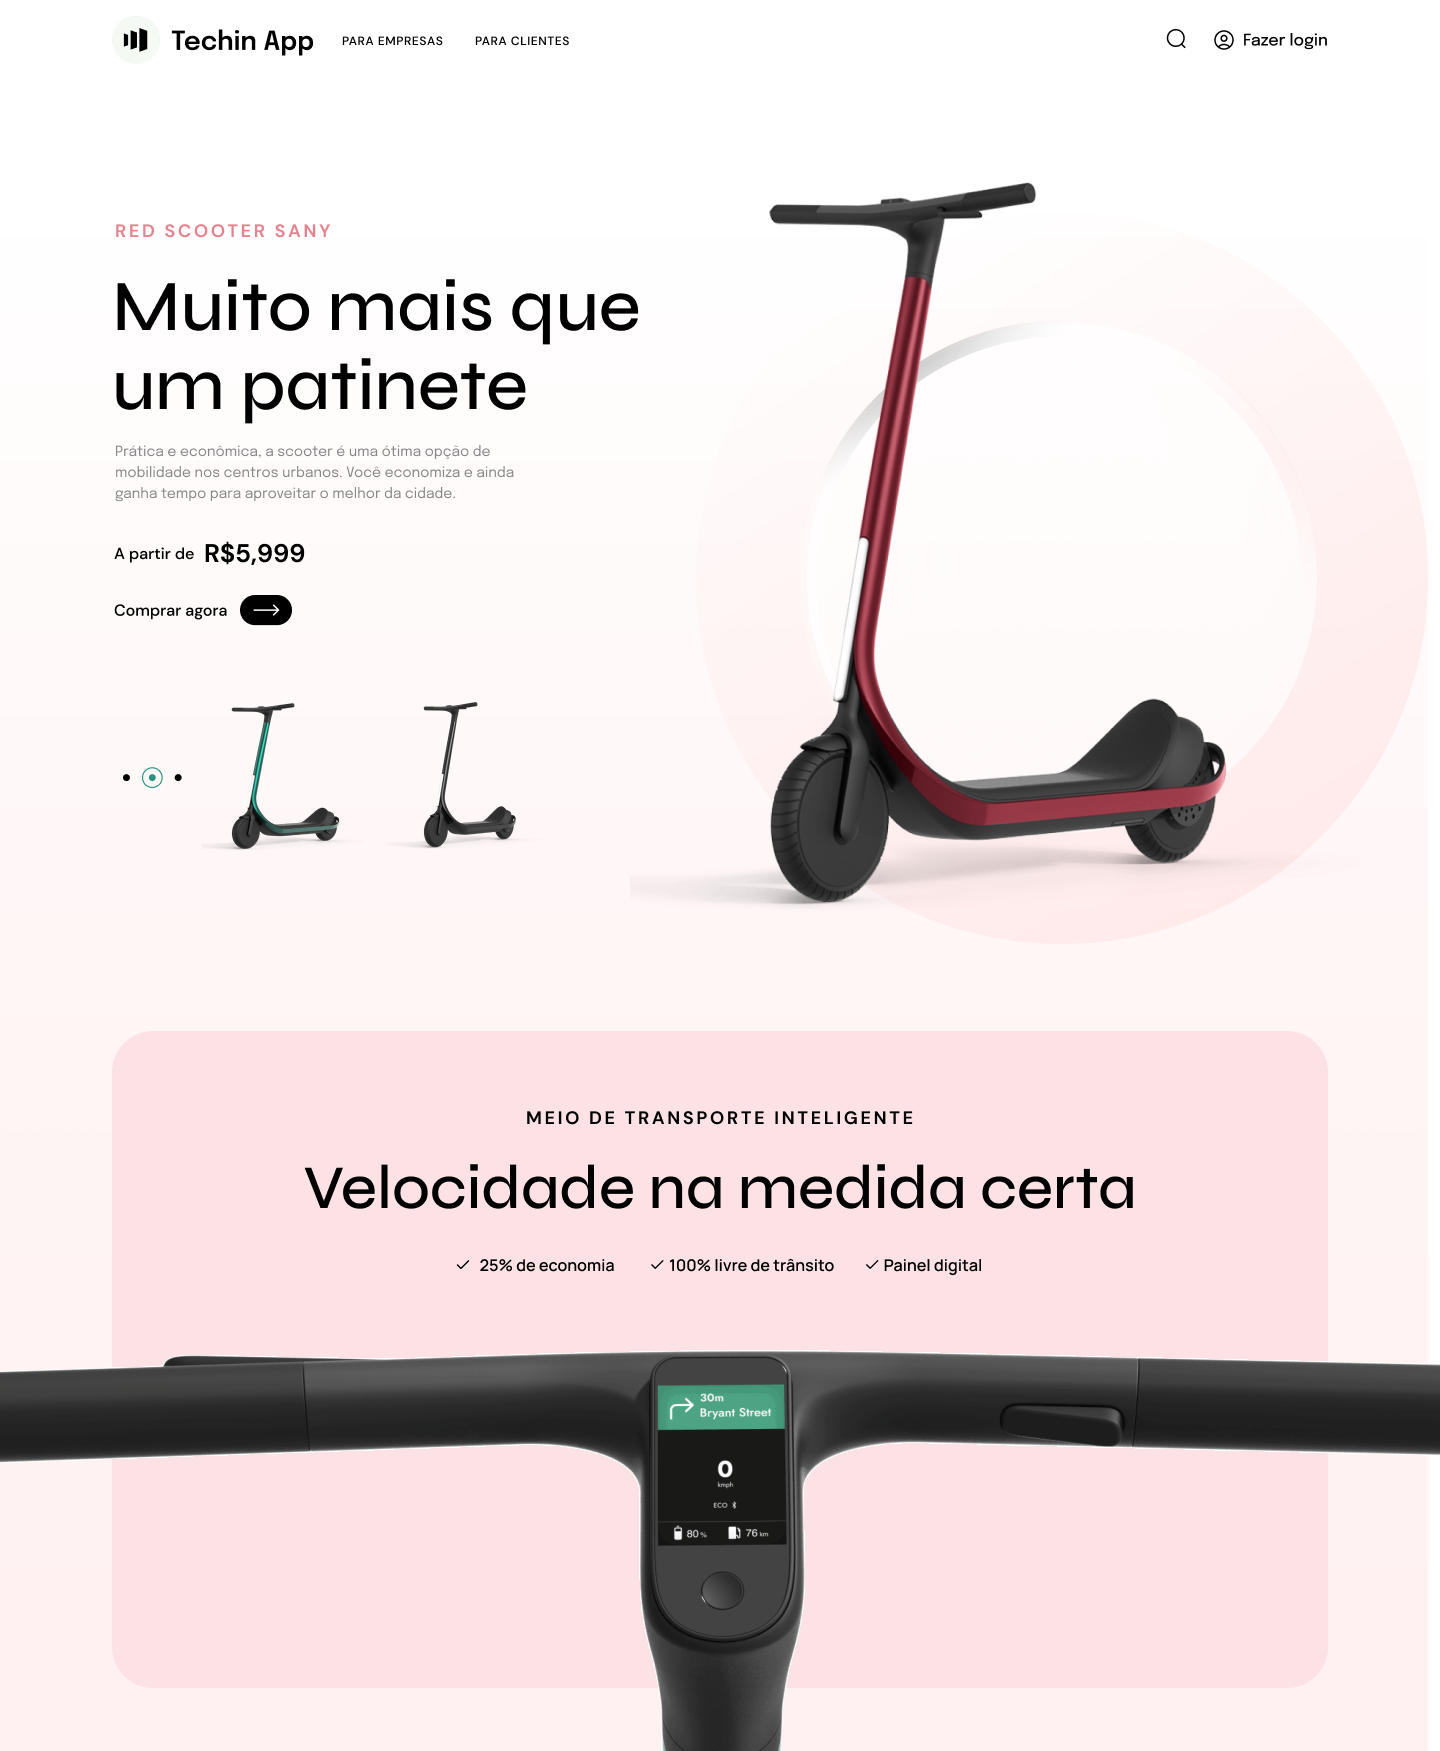 Techin App
PARA EMPRESAS
PARA CLIENTES
Fazer login
RED SCOOTER SANY
Muito mais que
um patinete
Prática e econômica, a scooter é uma ótima opção de
mobilidade nos centros urbanos. Você economiza e ainda
ganha tempo para aproveitar o melhor da cidade.
A partir de R$5,999
Comprar agora
MEIO DE TRANSPORTE INTELIGENTE
Velocidade na medida certa
25% de economia
100% livre de trânsito
Painel digital
30m
Bryant Street
0
kmph
ECO
80 %
76 km